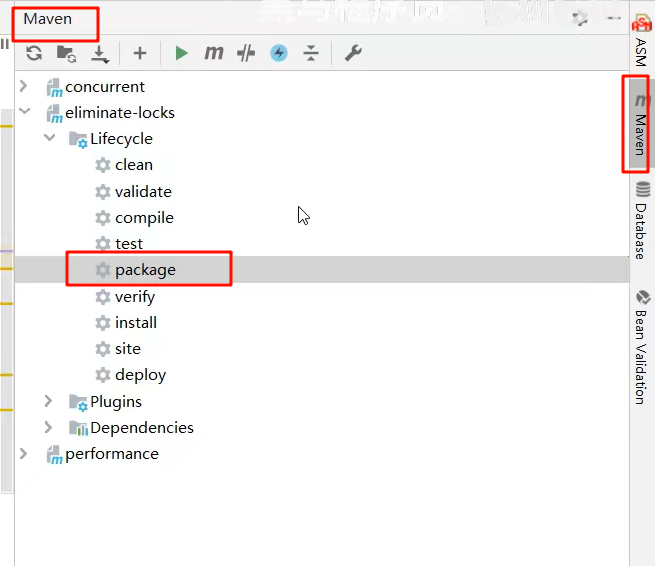 Maven
concurrent
eliminate-locks
Lifecycle
clean
validate
compile
test
package
verify
install
site
deploy
Plugins
Dependencies
performance
ASM
Maven
Database
Bean Validation